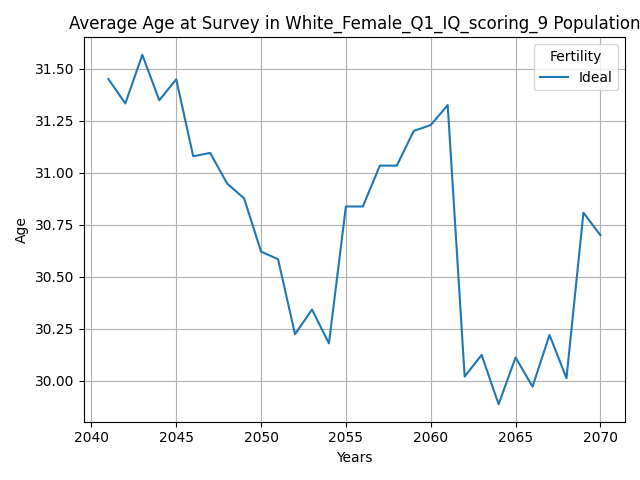 Average Age at Survey in White_Female_Q1_IQ_scoring_9 Population
Fertility
Ideal
31.50
31.25
31.00
30.75
30.50
30.25
30.00
Age
2040 2045 2050 2055 2060 2065 2070
Years